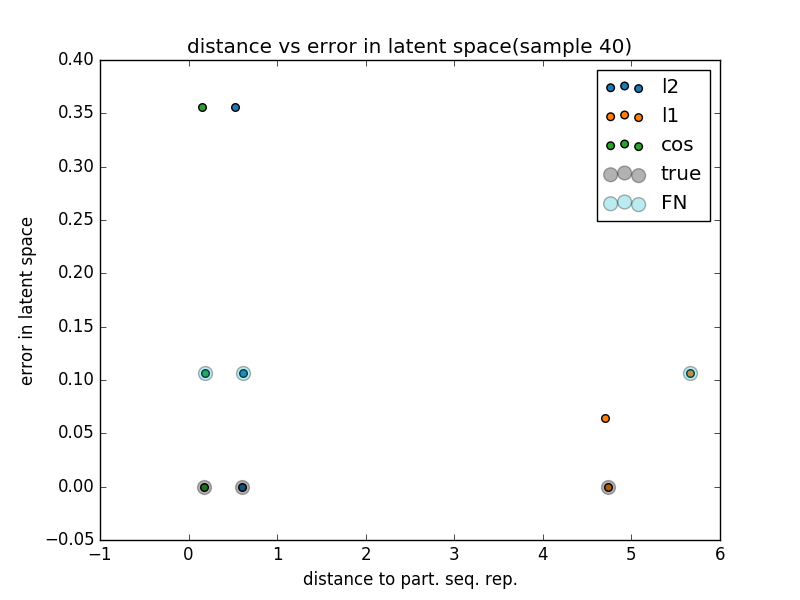 distance vs error in latent space(sample 40)
0.40
0.35
0.30
0.25
0.20
0.15
0.10
0.05
0.00
−0.05
error in latent space
l2
l1
cos
true
FN
−1 0 1 2 3 4 5 6
distance to part. seq. rep.